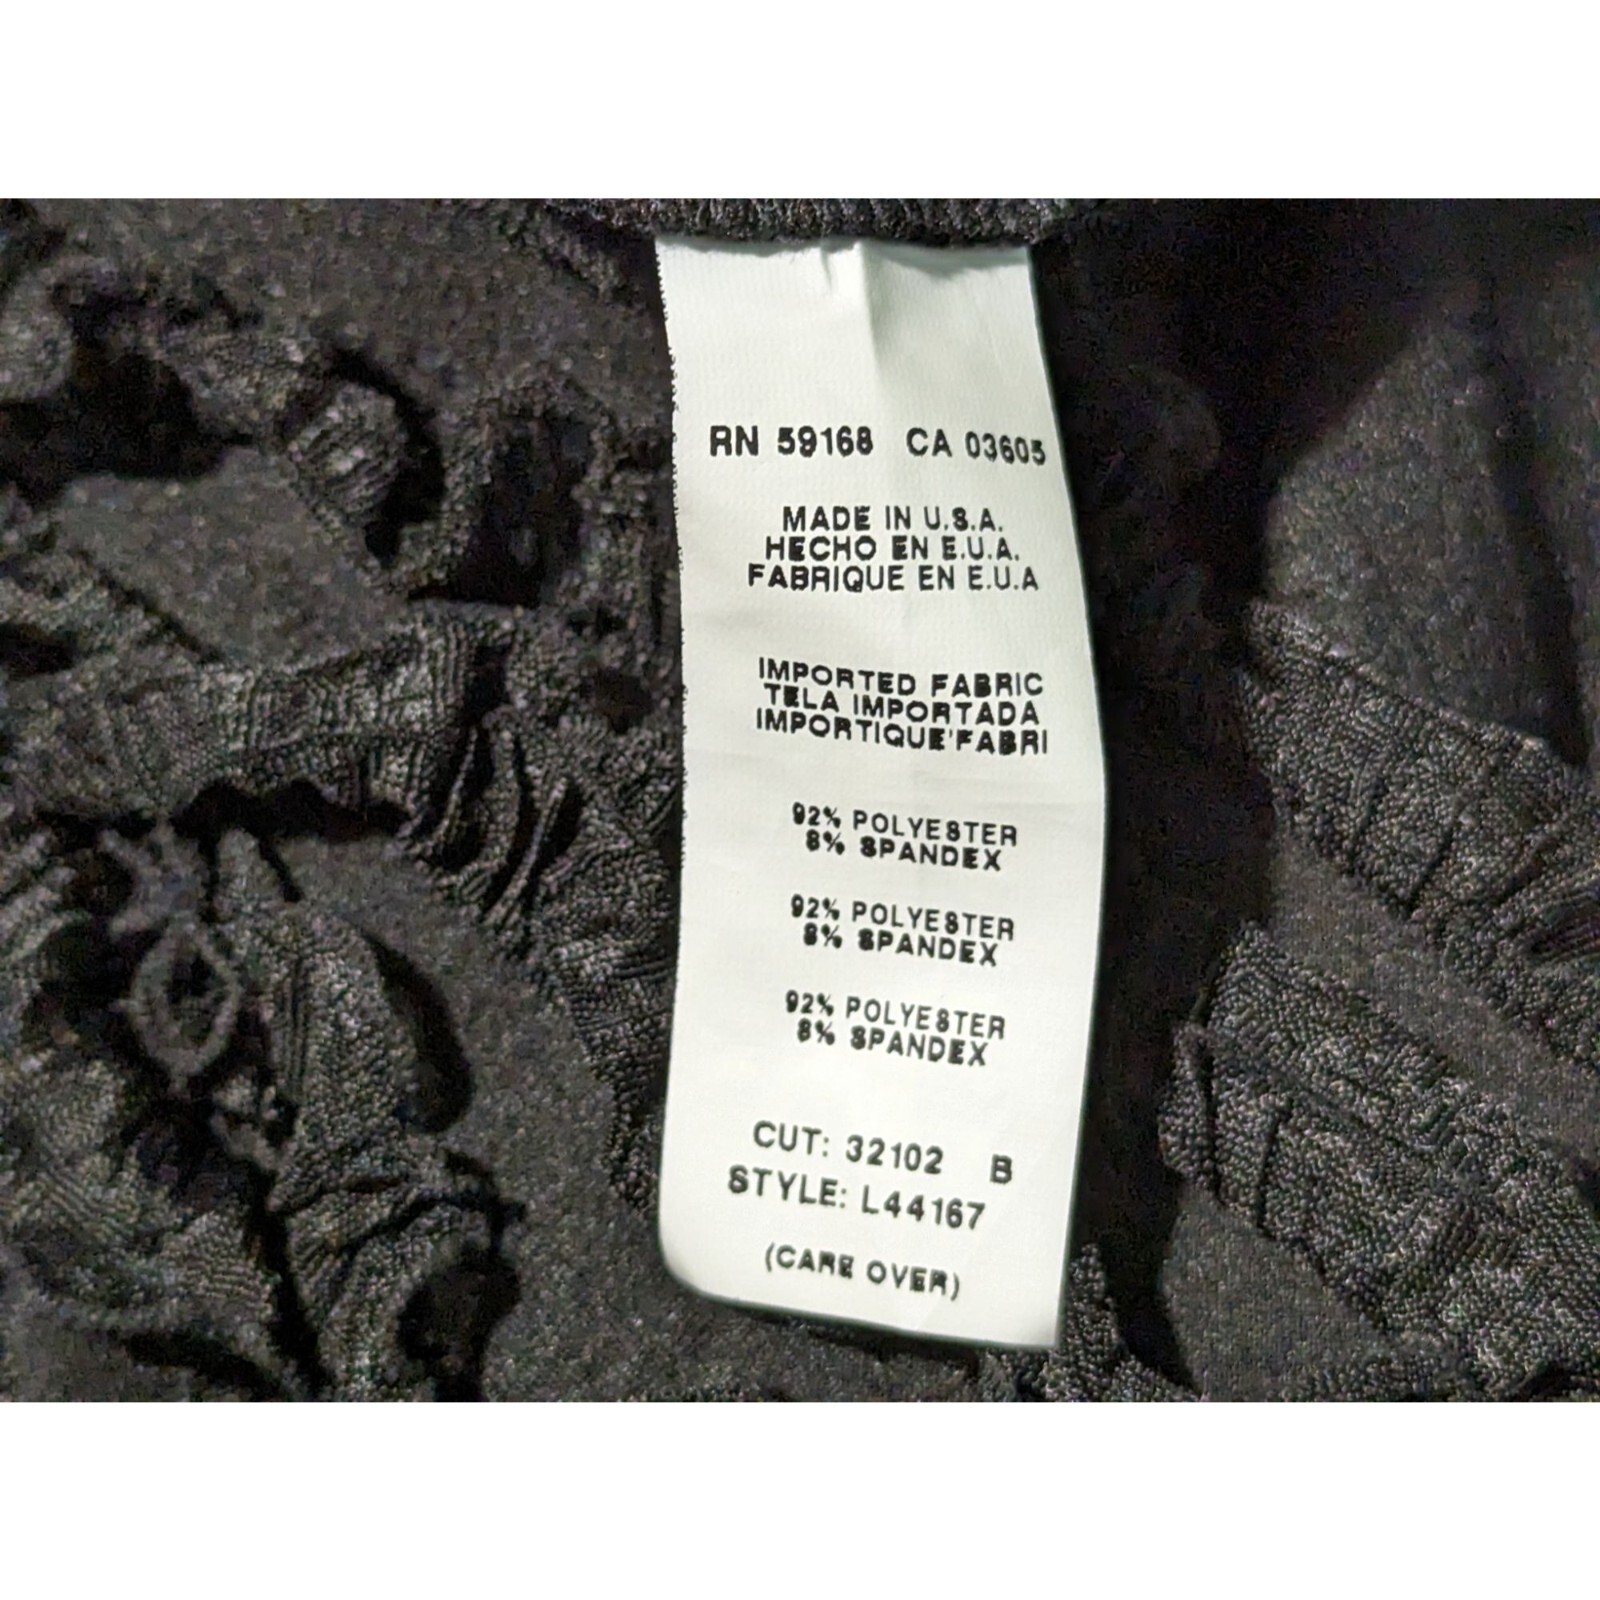 RN 59168 CA 03605
MADE IN U.S.A.
HECHO EN E.U.A.
FABRIQUE EN E.U.A
IMPORTED FABRIC
TELA IMPORTADA
IMPORTIQUE'FABRI
92% POLYESTER
8% SPANDEX
92% POLYESTER
8% SPANDEX
92% POLYESTER
8% SPANDEX
CUT: 32102 B
STYLE: L44167
(CARE OVER)